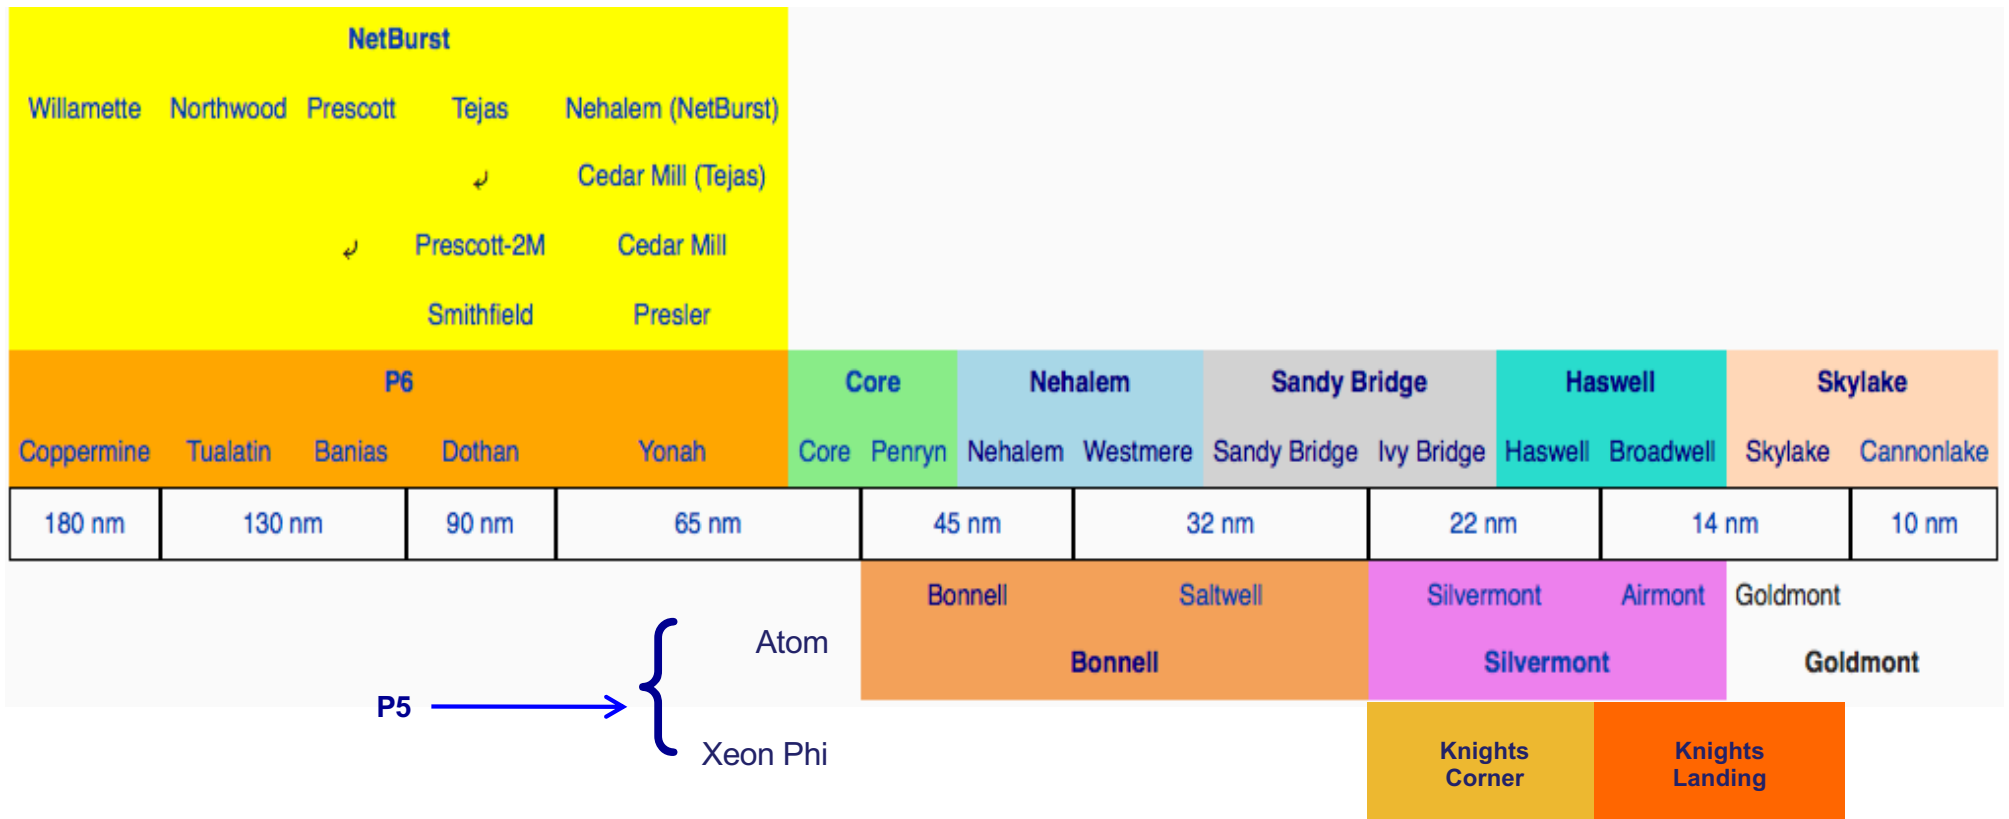 NetBurst
Willamette Northwood Prescott Tejas Nehalem (NetBurst)
⤶ Cedar Mill (Tejas)
⤶ Prescott-2M Cedar Mill
Smithfield Presler
P6 Core Nehalem Sandy Bridge Haswell Skylake
Coppermine Tualatin Banias Dothan Yonah Core Penryn Nehalem Westmere Sandy Bridge Ivy Bridge Haswell Broadwell Skylake Cannonlake
180 nm 130 nm 90 nm 65 nm 45 nm 32 nm 22 nm 14 nm 10 nm
Bonnell Saltwell Silvermont Airmont Goldmont
Atom
Bonnell Silvermont Goldmont
P5
Xeon Phi
Knights Knights
Corner Landing